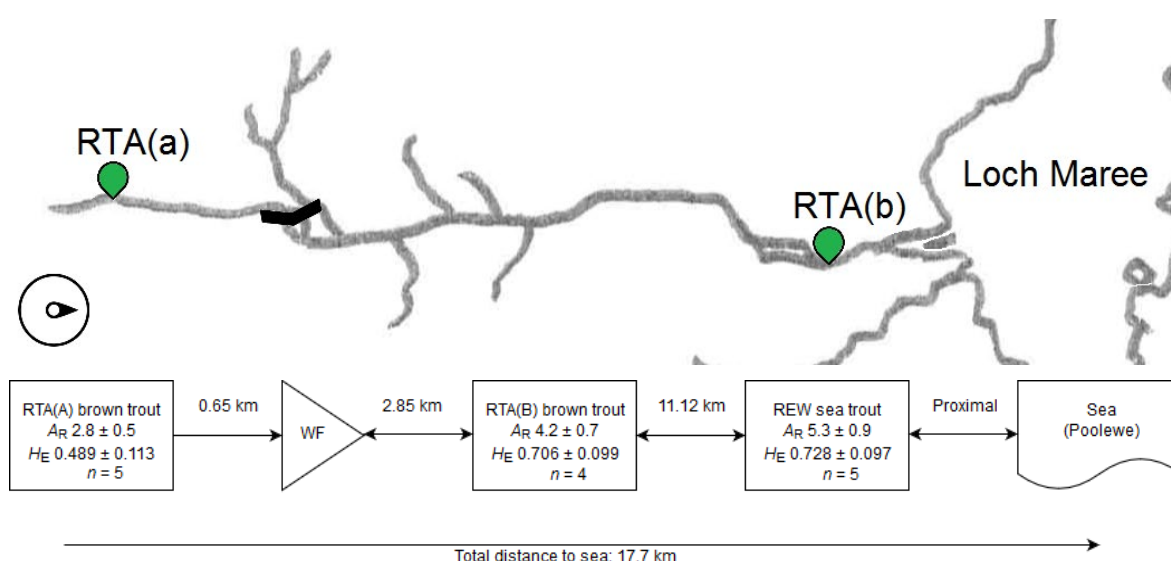 RTA(a)
Loch Maree
RTA(b)
RTA(A) brown trout
AR 2.8 ± 0.5
HE 0.489 ± 0.113
n = 5
0.65 km
WF
2.85 km
RTA(B) brown trout
AR 4.2 ± 0.7
HE 0.706 ± 0.099
n = 4
11.12 km
REW sea trout
AR 5.3 ± 0.9
HE 0.728 ± 0.097
n = 5
Proximal
Sea
(Poolewe)
Total distance to sea: 17.7 km